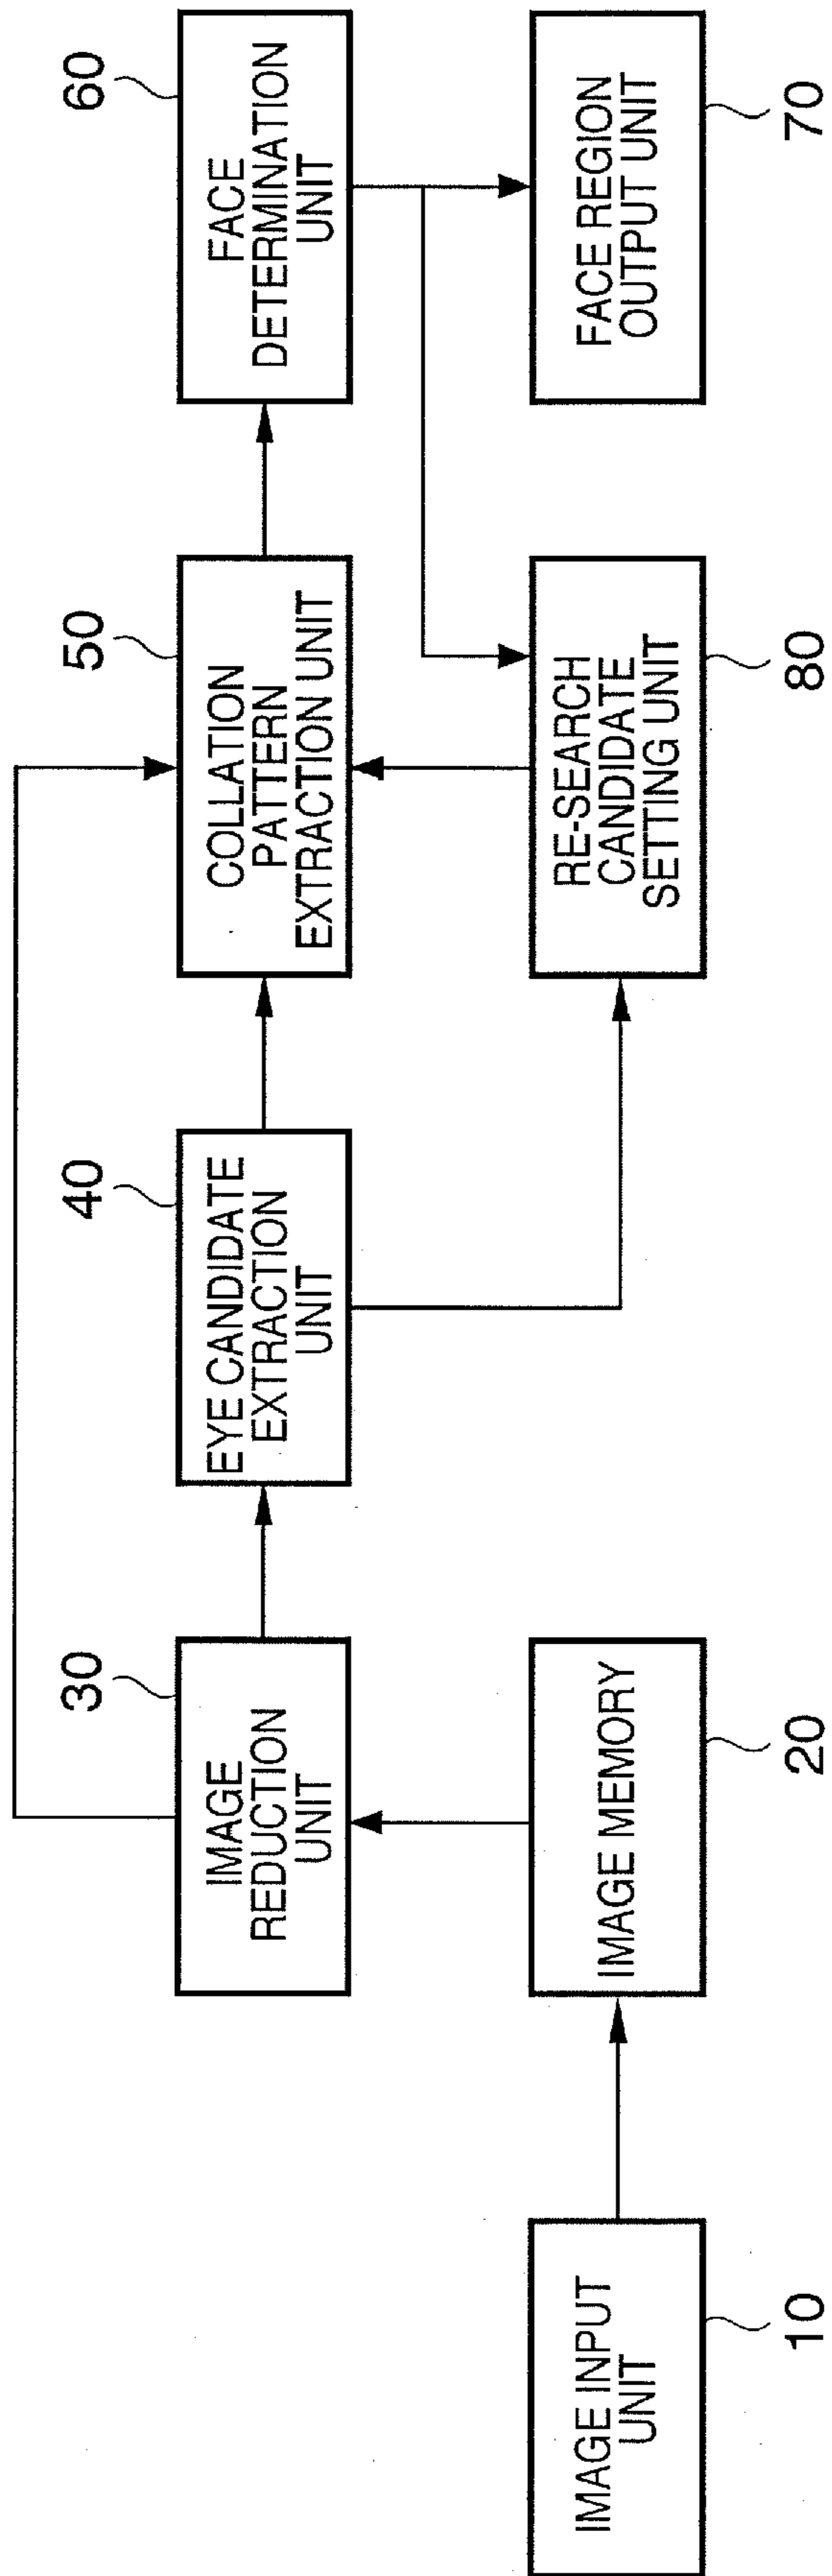 10
IMAGE INPUT
UNIT
20
IMAGE MEMORY
30
IMAGE
REDUCTION
UNIT
40
EYE CANDIDATE
EXTRACTION
UNIT
50
COLLATION
PATTERN
EXTRACTION UNIT
60
FACE
DETERMINATION
UNIT
70
FACE REGION
OUTPUT UNIT
80
RE-SEARCH
CANDIDATE
SETTING UNIT